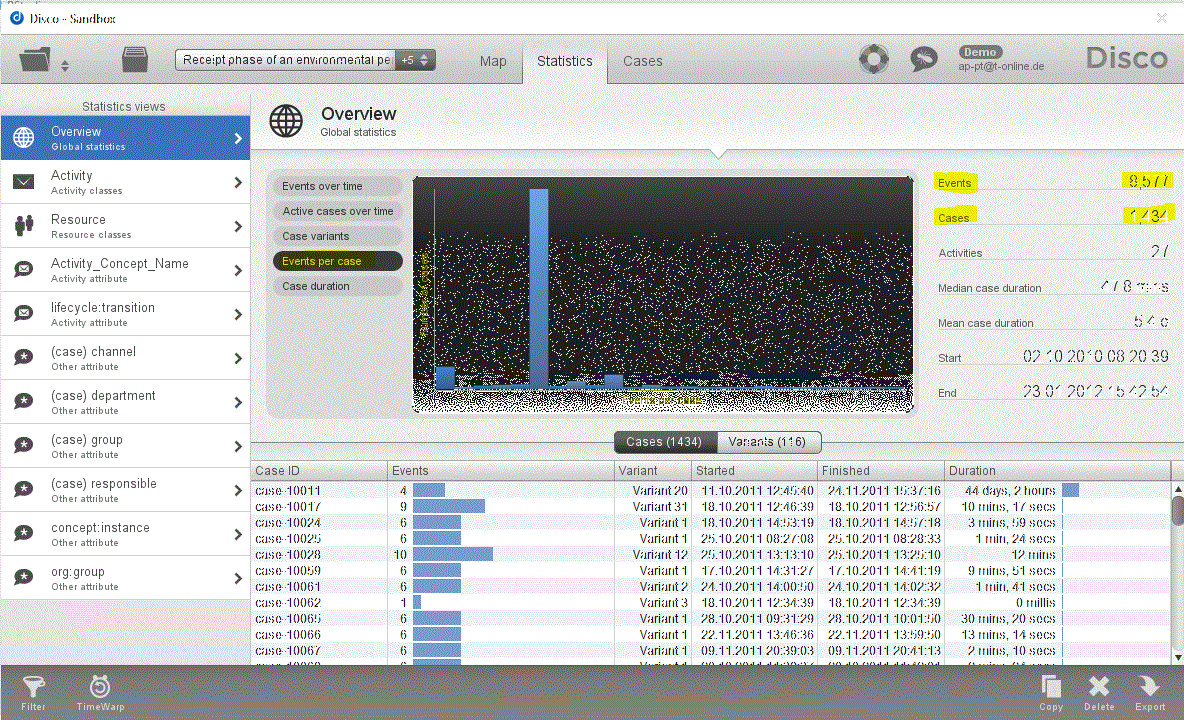 Disco - Sandbox
Receipt phase of an environmental pe +5
Map Statistics Cases
Demo
ap-pt@t-online.de
Disco
Statistics views
Overview
Global statistics
Activity
Activity classes
Resource
Resource classes
Activity_Concept_Name
Activity attribute
lifecycle:transition
Activity attribute
(case) channel
Other attribute
(case) department
Other attribute
(case) group
Other attribute
(case) responsible
Other attribute
concept:instance
Other attribute
org:group
Other attribute
Overview
Global statistics
Events over time
Active cases over time
Case variants
Events per case
Case duration
Events 8,577
Cases 1,434
Activities 27
Median case duration 47.8 mins
Mean case duration
Start 02.10.2010 08:20:39
End 23.01.2012 15:42:54
Cases (1434) Variants (116)
Case ID Events Variant Started Finished Duration
case-10011 4 Variant 20 11.10.2011 12:45:40 24.11.2011 15:37:16 44 days, 2 hours
case-10017 9 Variant 31 18.10.2011 12:46:39 18.10.2011 12:56:57 10 mins, 17 secs
case-10024 6 Variant 1 18.10.2011 14:53:19 18.10.2011 14:57:18 3 mins, 59 secs
case-10025 6 Variant 1 25.10.2011 08:27:08 25.10.2011 08:28:33 1 min, 24 secs
case-10028 10 Variant 12 25.10.2011 13:13:10 25.10.2011 13:25:10 12 mins
case-10059 6 Variant 1 17.10.2011 14:31:27 17.10.2011 14:41:19 9 mins, 51 secs
case-10061 6 Variant 2 24.10.2011 14:00:50 24.10.2011 14:02:32 1 min, 41 secs
case-10062 1 Variant 3 18.10.2011 12:34:39 18.10.2011 12:34:39 0 millis
case-10065 6 Variant 1 28.10.2011 09:31:29 28.10.2011 10:01:50 30 mins, 20 secs
case-10066 6 Variant 1 22.11.2011 13:46:36 22.11.2011 13:59:50 13 mins, 14 secs
case-10067 6 Variant 1 09.11.2011 20:39:03 09.11.2011 20:41:13 2 mins, 10 secs
Filter TimeWarp Copy Delete Export